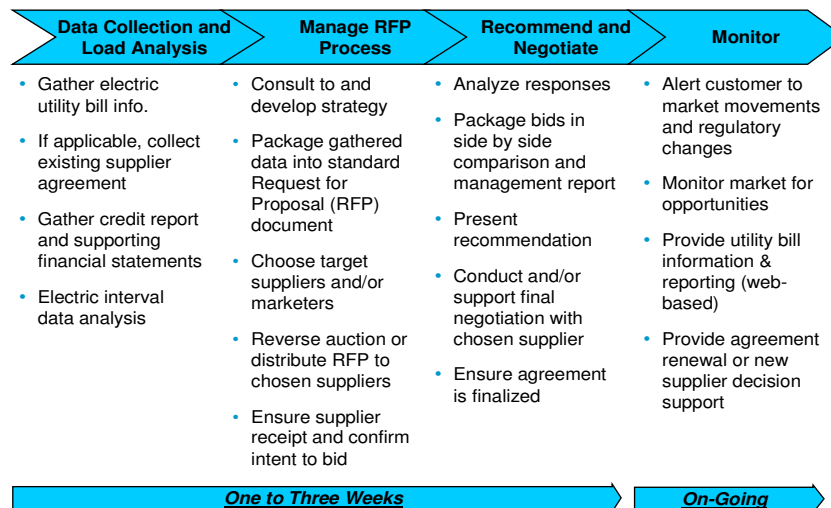 Data Collection and
Load Analysis
Manage RFP
Process
Recommend and
Negotiate
Monitor
• Gather electric
utility bill info.
• If applicable, collect
existing supplier
agreement
• Gather credit report
and supporting
financial statements
• Electric interval
data analysis
• Consult to and
develop strategy
• Package gathered
data into standard
Request for
Proposal (RFP)
document
• Choose target
suppliers and/or
marketers
• Reverse auction or
distribute RFP to
chosen suppliers
• Ensure supplier
receipt and confirm
intent to bid
• Analyze responses
• Package bids in
side by side
comparison and
management report
• Present
recommendation
• Conduct and/or
support final
negotiation with
chosen supplier
• Ensure agreement
is finalized
• Alert customer to
market movements
and regulatory
changes
• Monitor market for
opportunities
• Provide utility bill
information &
reporting (web-
based)
• Provide agreement
renewal or new
supplier decision
support
One to Three Weeks
On-Going